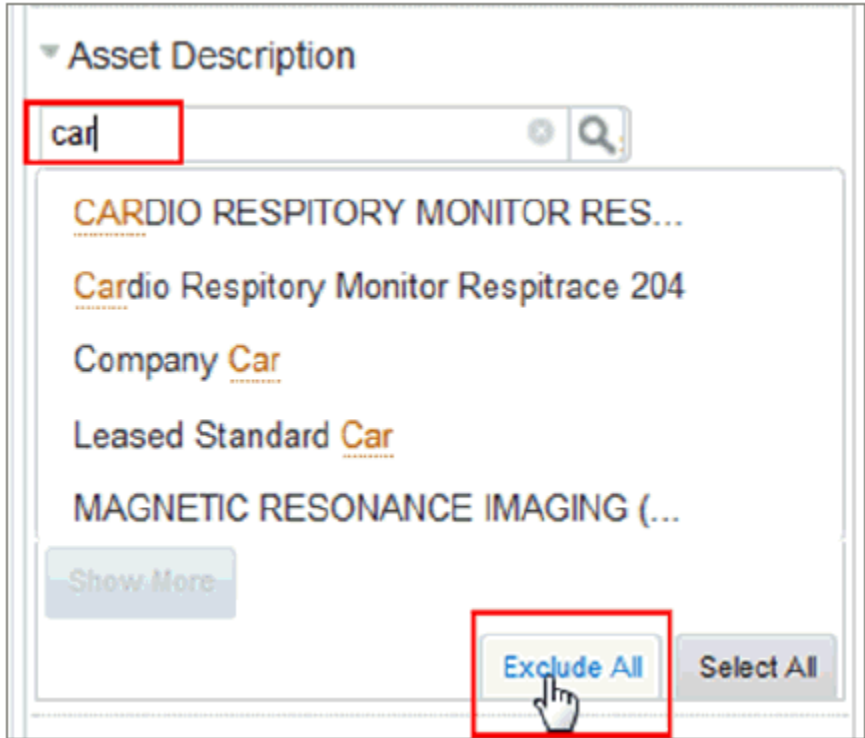 Asset Description
car
CARDIO RESPITORY MONITOR RES...
Cardio Respitory Monitor Respitrace 204
Company Car
Leased Standard Car
MAGNETIC RESONANCE IMAGING (...
Show More
Exclude All Select All